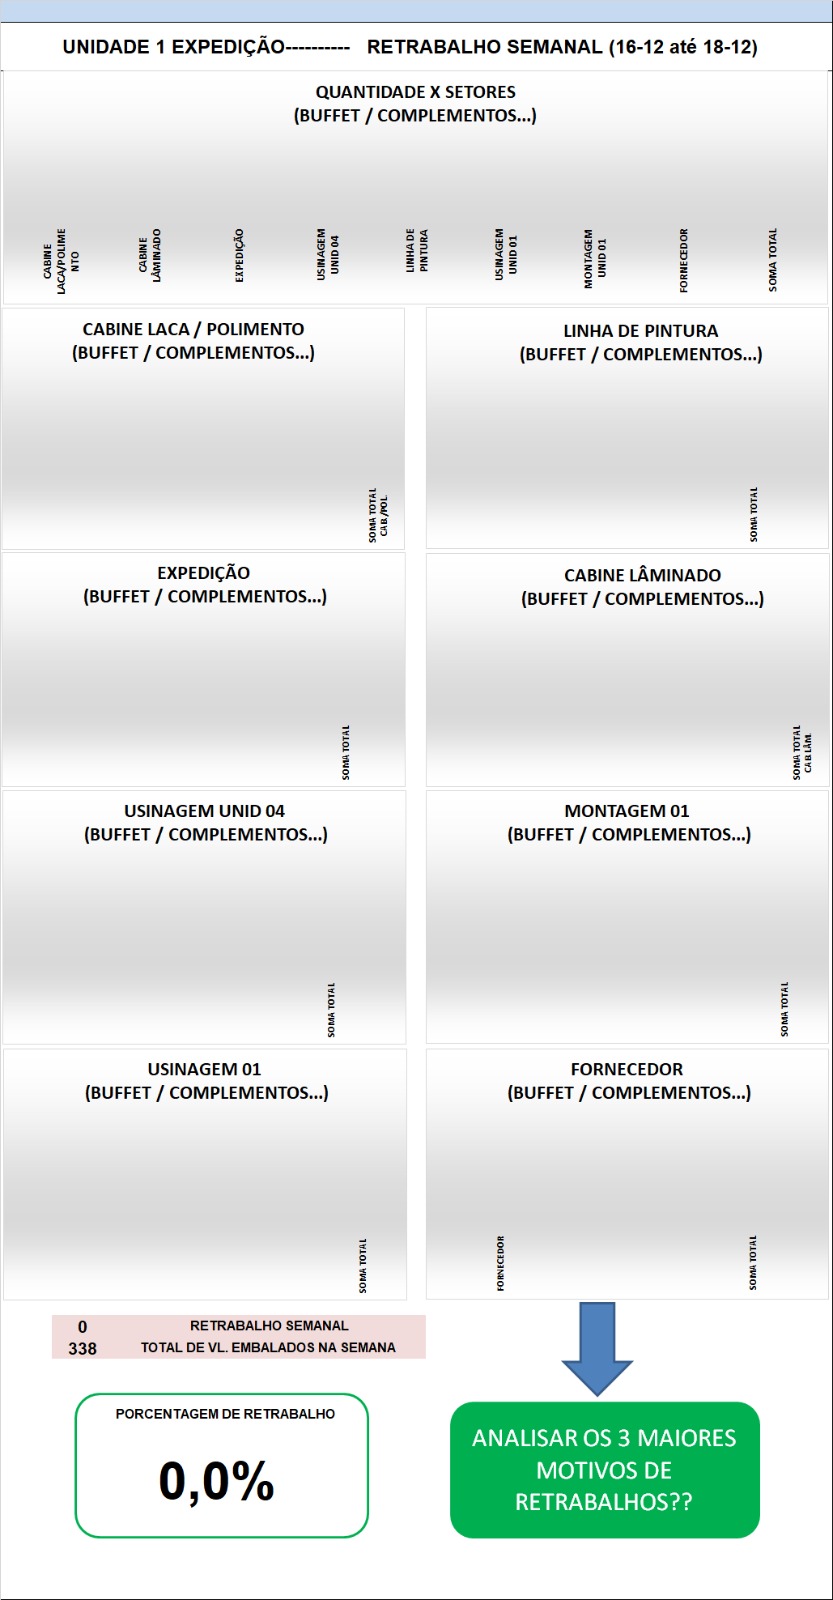 UNIDADE 1 EXPEDIÇÃO---------- RETRABALHO SEMANAL (16-12 até 18-12)
QUANTIDADE X SETORES
(BUFFET / COMPLEMENTOS...)
CABINE
LACA/POLIME
NTO
CABINE
LÂMINADO
EXPEDIÇÃO
USINAGEM
UNID 04
LINHA DE
PINTURA
USINAGEM
UNID 01
MONTAGEM
UNID 01
FORNECEDOR
SOMA TOTAL
CABINE LACA / POLIMENTO
(BUFFET / COMPLEMENTOS...)
SOMA TOTAL
CAB./POL
LINHA DE PINTURA
(BUFFET / COMPLEMENTOS...)
SOMA TOTAL
EXPEDIÇÃO
(BUFFET / COMPLEMENTOS...)
SOMA TOTAL
CABINE LÂMINADO
(BUFFET / COMPLEMENTOS...)
SOMA TOTAL
CAB LÂM.
USINAGEM UNID 04
(BUFFET / COMPLEMENTOS...)
SOMA TOTAL
MONTAGEM 01
(BUFFET / COMPLEMENTOS...)
SOMA TOTAL
USINAGEM 01
(BUFFET / COMPLEMENTOS...)
SOMA TOTAL
FORNECEDOR
(BUFFET / COMPLEMENTOS...)
FORNECEDOR
SOMA TOTAL
0 RETRABALHO SEMANAL
338 TOTAL DE VL. EMBALADOS NA SEMANA
PORCENTAGEM DE RETRABALHO
0,0%
ANALISAR OS 3 MAIORES
MOTIVOS DE
RETRABALHOS??